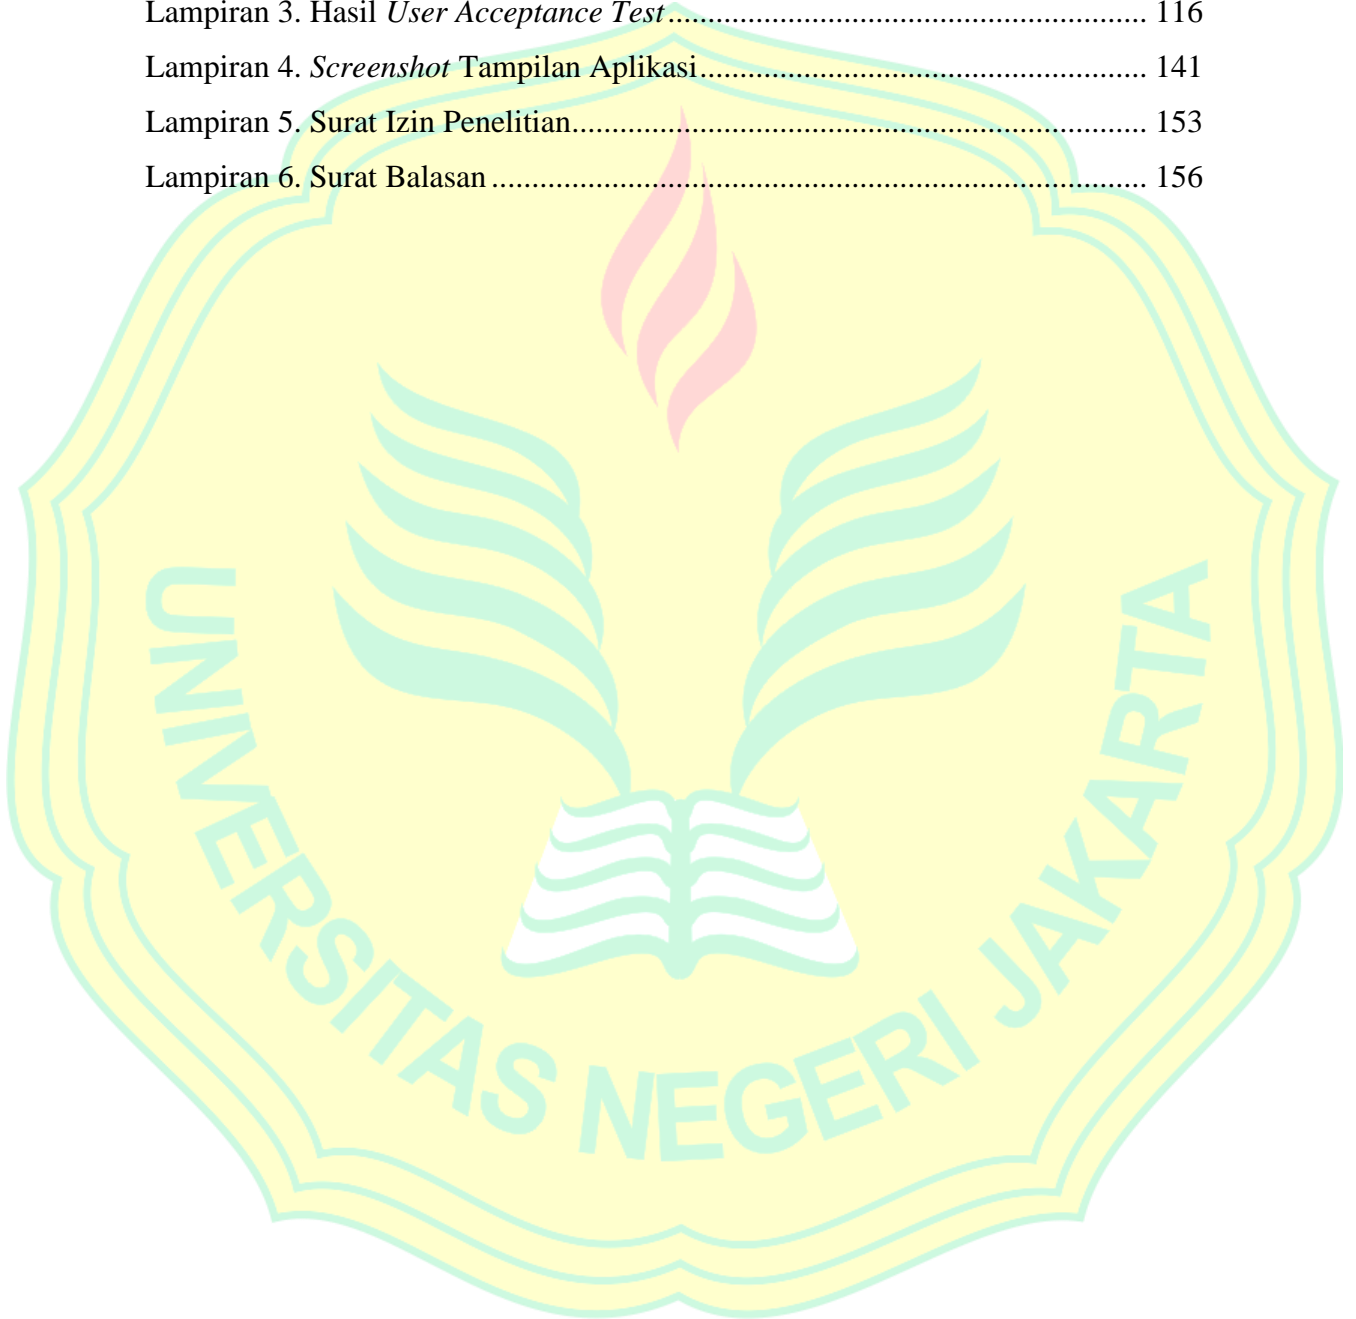 Lampiran 3. Hasil User Acceptance Test............................................................. 116
Lampiran 4. Screenshot Tampilan Aplikasi......................................................... 141
Lampiran 5. Surat Izin Penelitian......................................................................... 153
Lampiran 6. Surat Balasan ................................................................................... 156
UNIVERSITAS NEGERI JAKARTA